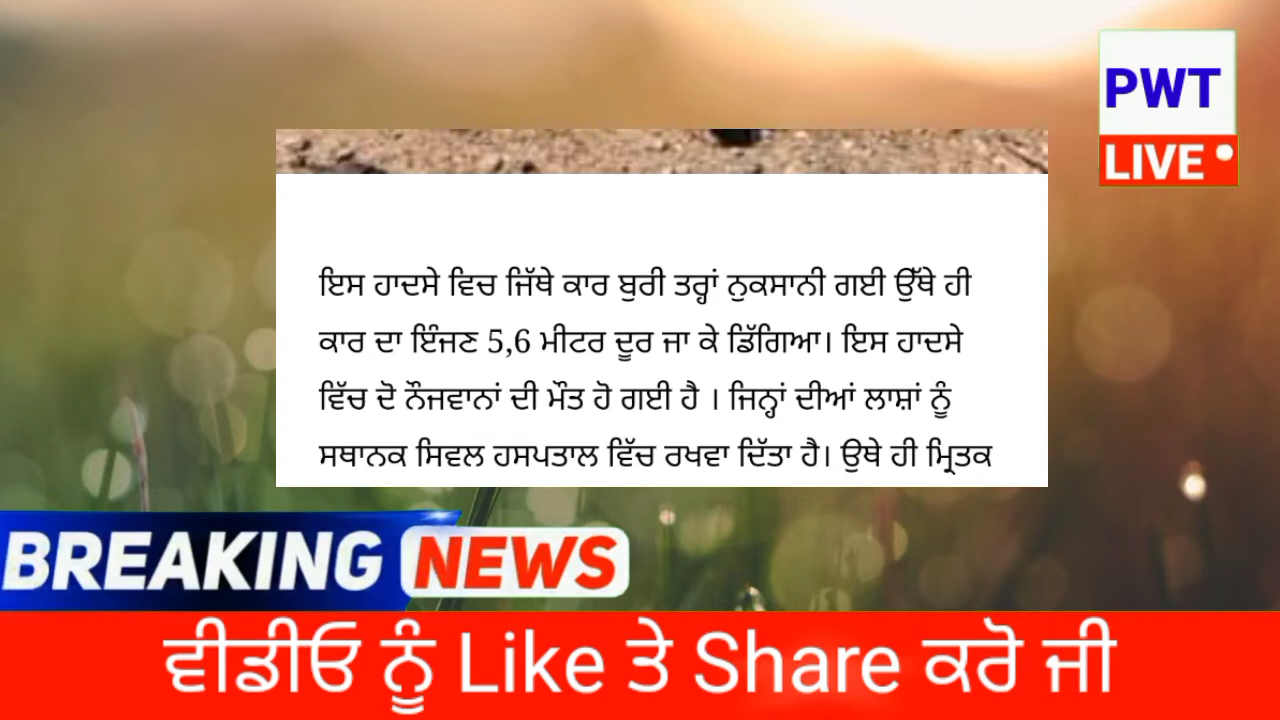 PWT
LIVE
ਇਸ ਹਾਦਸੇ ਵਿਚ ਜਿੱਥੇ ਕਾਰ ਬੁਰੀ ਤਰ੍ਹਾਂ ਨੁਕਸਾਨੀ ਗਈ ਉੱਥੇ ਹੀ
ਕਾਰ ਦਾ ਇੰਜਣ 5,6 ਮੀਟਰ ਦੂਰ ਜਾ ਕੇ ਡਿੱਗਿਆ। ਇਸ ਹਾਦਸੇ
ਵਿੱਚ ਦੋ ਨੌਜਵਾਨਾਂ ਦੀ ਮੌਤ ਹੋ ਗਈ ਹੈ । ਜਿਨ੍ਹਾਂ ਦੀਆਂ ਲਾਸ਼ਾਂ ਨੂੰ
ਸਥਾਨਕ ਸਿਵਲ ਹਸਪਤਾਲ ਵਿੱਚ ਰਖਵਾ ਦਿੱਤਾ ਹੈ। ਉਥੇ ਹੀ ਮ੍ਰਿਤਕ
BREAKING NEWS
ਵੀਡੀਓ ਨੂੰ Like ਤੇ Share ਕਰੋ ਜੀ